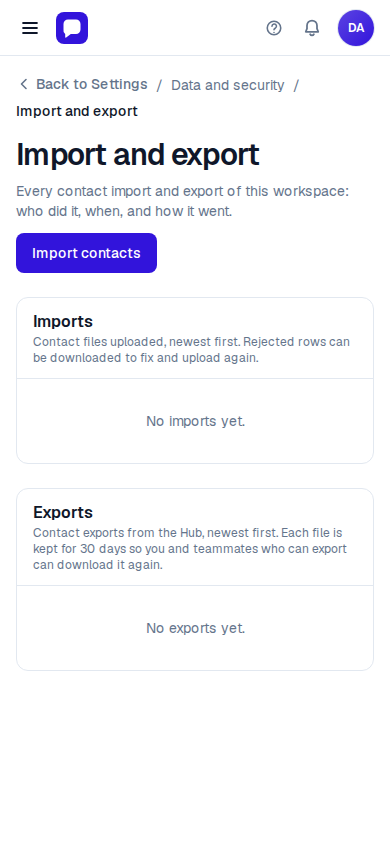 DA
Back to Settings / Data and security /
Import and export
Import and export
Every contact import and export of this workspace:
who did it, when, and how it went.
Import contacts
Imports
Contact files uploaded, newest first. Rejected rows can
be downloaded to fix and upload again.
No imports yet.
Exports
Contact exports from the Hub, newest first. Each file is
kept for 30 days so you and teammates who can export
can download it again.
No exports yet.